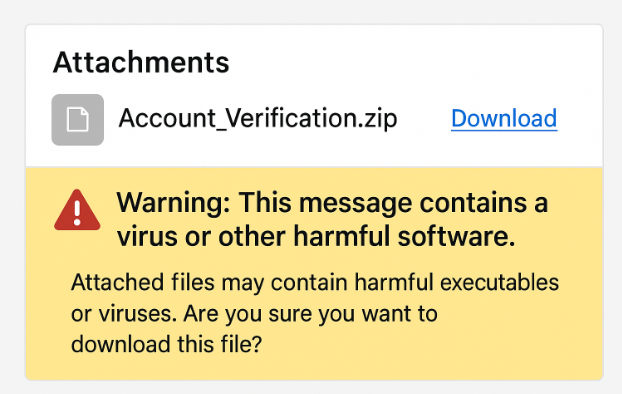 Attachments
Account_Verification.zip Download
Warning: This message contains a
virus or other harmful software.
Attached files may contain harmful executables
or viruses. Are you sure you want to
download this file?